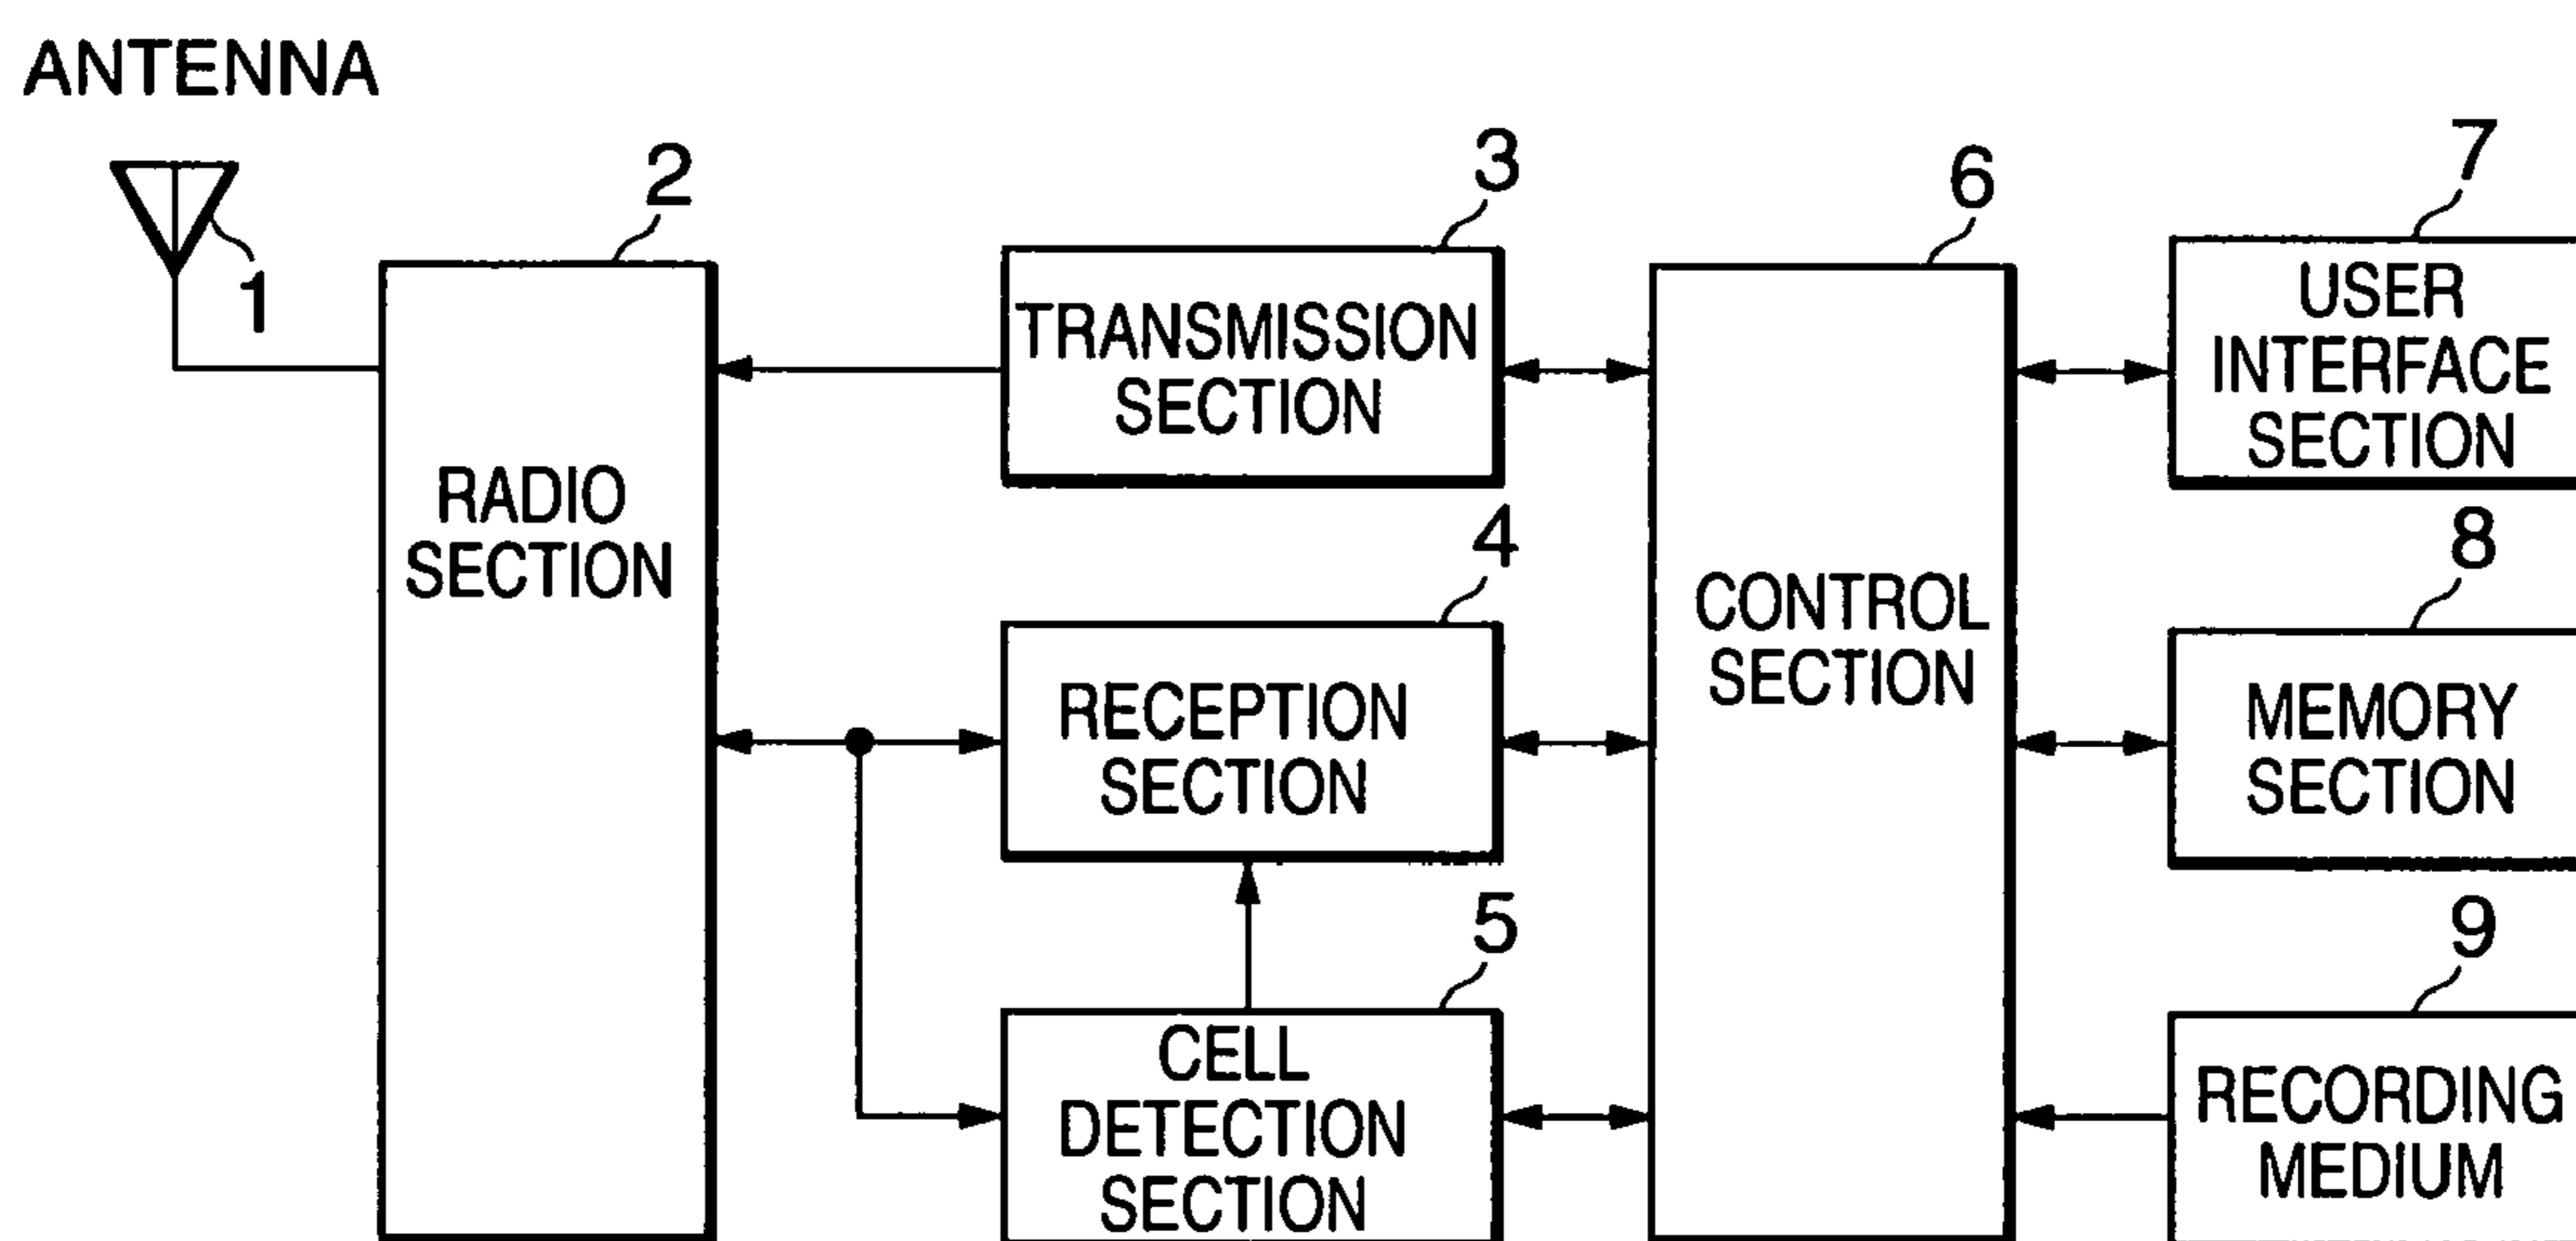 ANTENNA
1
2
RADIO
SECTION
3
TRANSMISSION
SECTION
4
RECEPTION
SECTION
5
CELL
DETECTION
SECTION
6
CONTROL
SECTION
7
USER
INTERFACE
SECTION
8
MEMORY
SECTION
9
RECORDING
MEDIUM